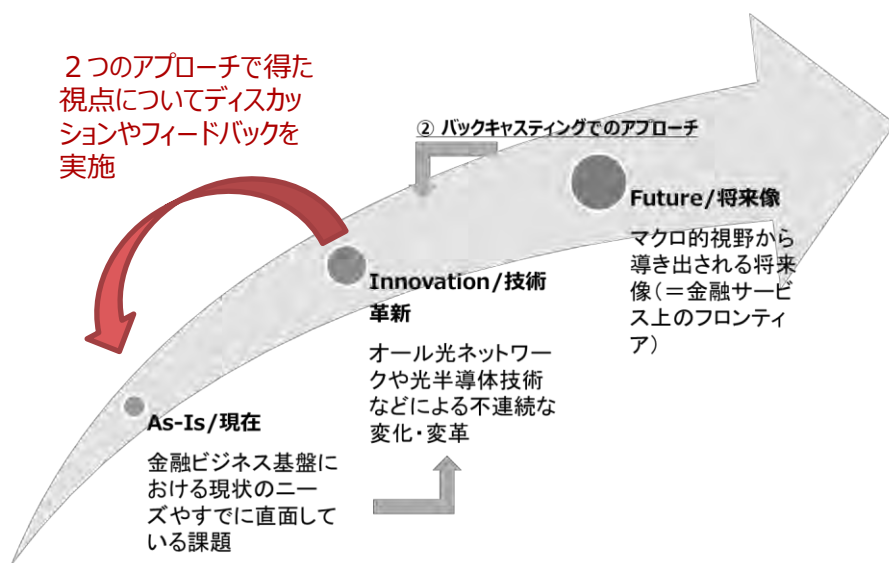 ２つのアプローチで得た
視点についてディスカッ
ションやフィードバックを
実施
② バックキャスティングでのアプローチ
Future/将来像
マクロ的視野から
導き出される将来
像(＝金融サービ
ス上のフロンティ
ア)
Innovation/技術
革新
オール光ネットワー
クや光半導体技術
などによる不連続な
変化・変革
As-Is/現在
金融ビジネス基盤に
おける現状のニー
ズやすでに直面して
いる課題